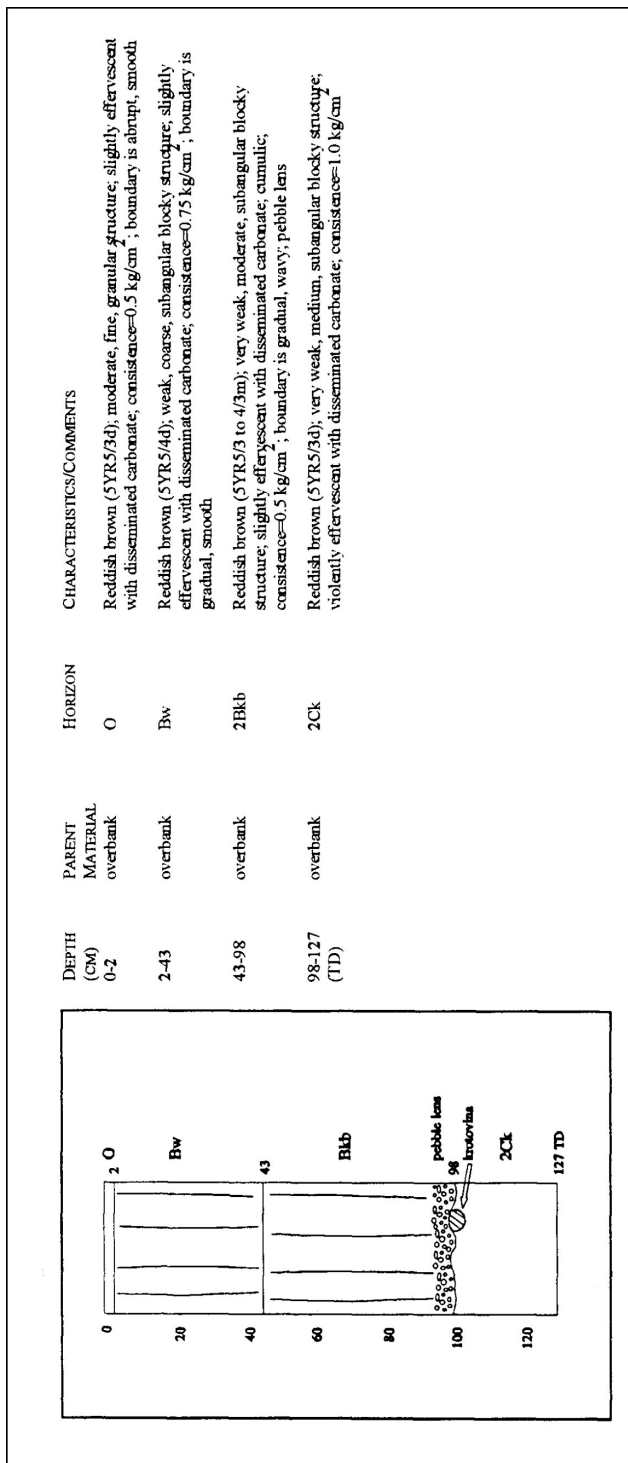 DEPTH (CM)
PARENT MATERIAL
HORIZON
CHARACTERISTICS/COMMENTS
0-2
overbank
O
Reddish brown (5YR5/3d); moderate, fine, granular structure; slightly effervescent
with disseminated carbonate; consistence=0.5 kg/cm²; boundary is abrupt, smooth
2-43
overbank
Bw
Reddish brown (5YR5/4d); weak, coarse, subangular blocky structure; slightly
effervescent with disseminated carbonate; consistence=0.75 kg/cm²; boundary is
gradual, smooth
43-98
overbank
2Bkb
Reddish brown (5YR5/3 to 4/3m); very weak, moderate, subangular blocky
structure; slightly effervescent with disseminated carbonate; cumulic;
consistence=0.5 kg/cm²; boundary is gradual, wavy; pebble lens
98-127
(TD)
overbank
2Ck
Reddish brown (5YR5/3d); very weak, medium, subangular blocky structure;
violently effervescent with disseminated carbonate; consistence=1.0 kg/cm²
0
20
40
60
80
100
120
2
O
Bw
43
Bkb
pebble lens
98
krotovina
2Ck
127 TD